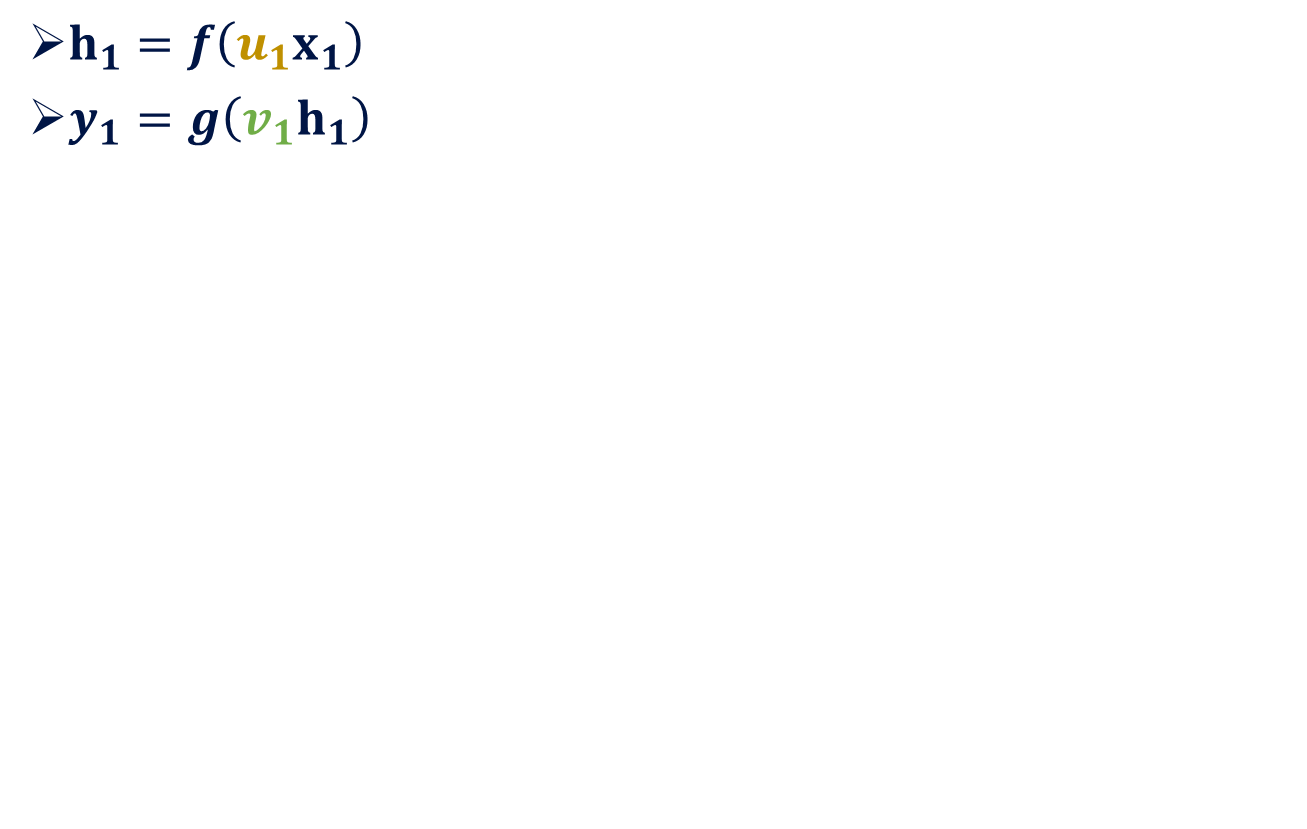 ➢h₁ = f(u₁x₁)
➢y₁ = g(v₁h₁)